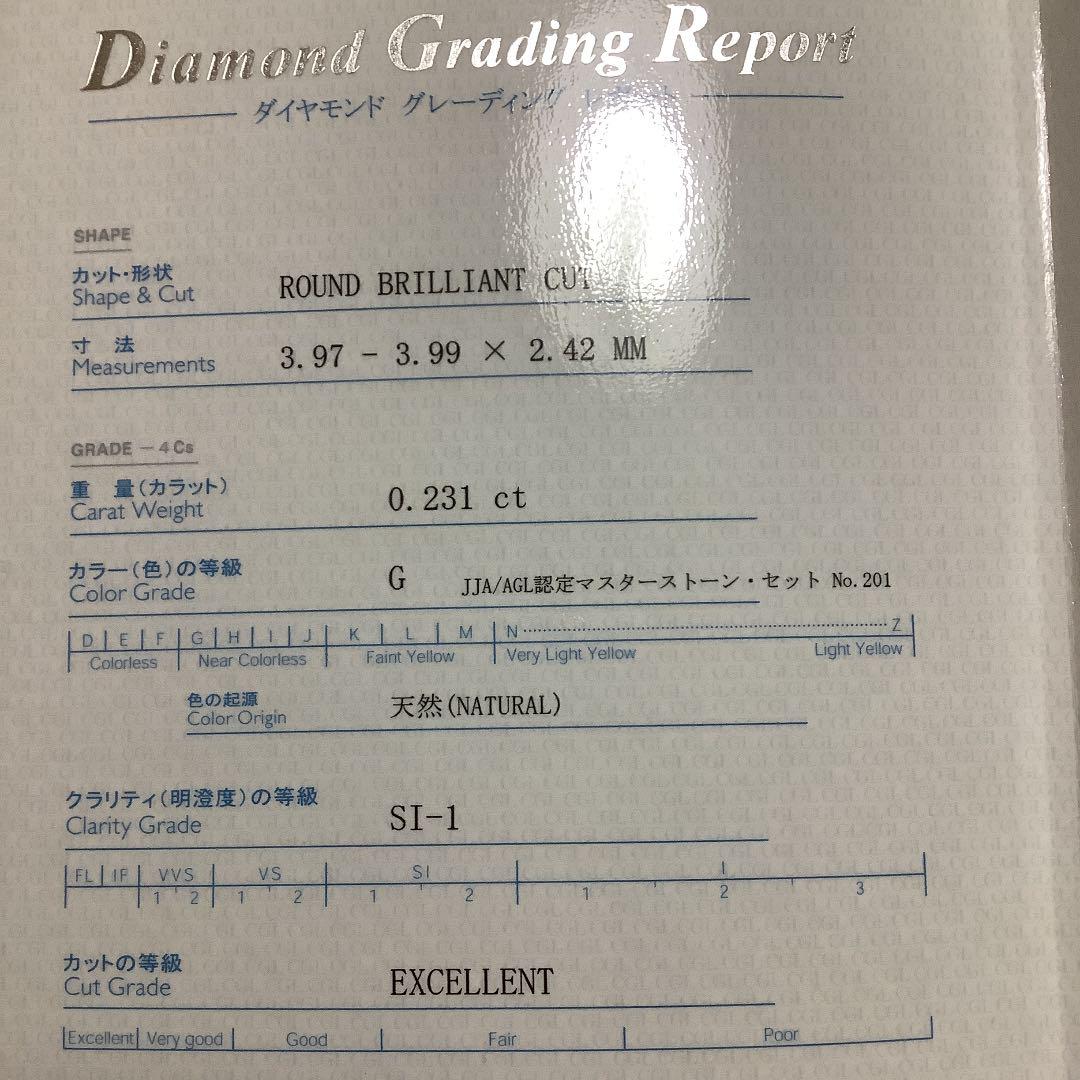 Diamond Grading Report
ダイヤモンド グレーディング
SHAPE
カット・形状
Shape & Cut
ROUND BRILLIANT CUT
寸 法
Measurements
3.97 - 3.99 × 2.42 MM
GRADE - 4Cs
重 量(カラット)
Carat Weight
0.231 ct
カラー(色)の等級
Color Grade
G JJA/AGL認定マスターストーン・セット No.201
D E F G H I J K L M N Z
Colorless Near Colorless Faint Yellow Very Light Yellow Light Yellow
色の起源
Color Origin
天然(NATURAL)
クラリティ(明澄度)の等級
Clarity Grade
SI-1
FL IF VVS VS SI I
1 2 1 2 1 2 1 2 3
カットの等級
Cut Grade
EXCELLENT
Excellent Very good Good Fair Poor